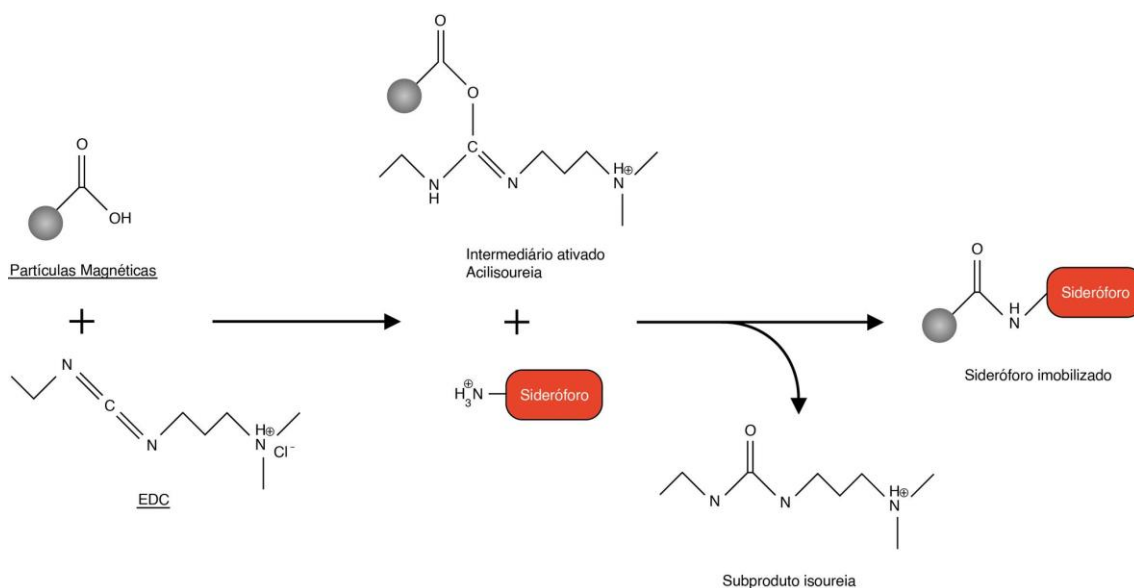 O
OH
Partículas Magnéticas
+
N
C
N
H⊕
N
Cl⁻
EDC
O
O
C
N
H
N
H⊕
N
Intermediário ativado
Acilisoureia
+
H₃N⊕
Sideróforo
O
H
N
Sideróforo
Sideróforo imobilizado
O
N
N
H⊕
N
Subproduto isoureia